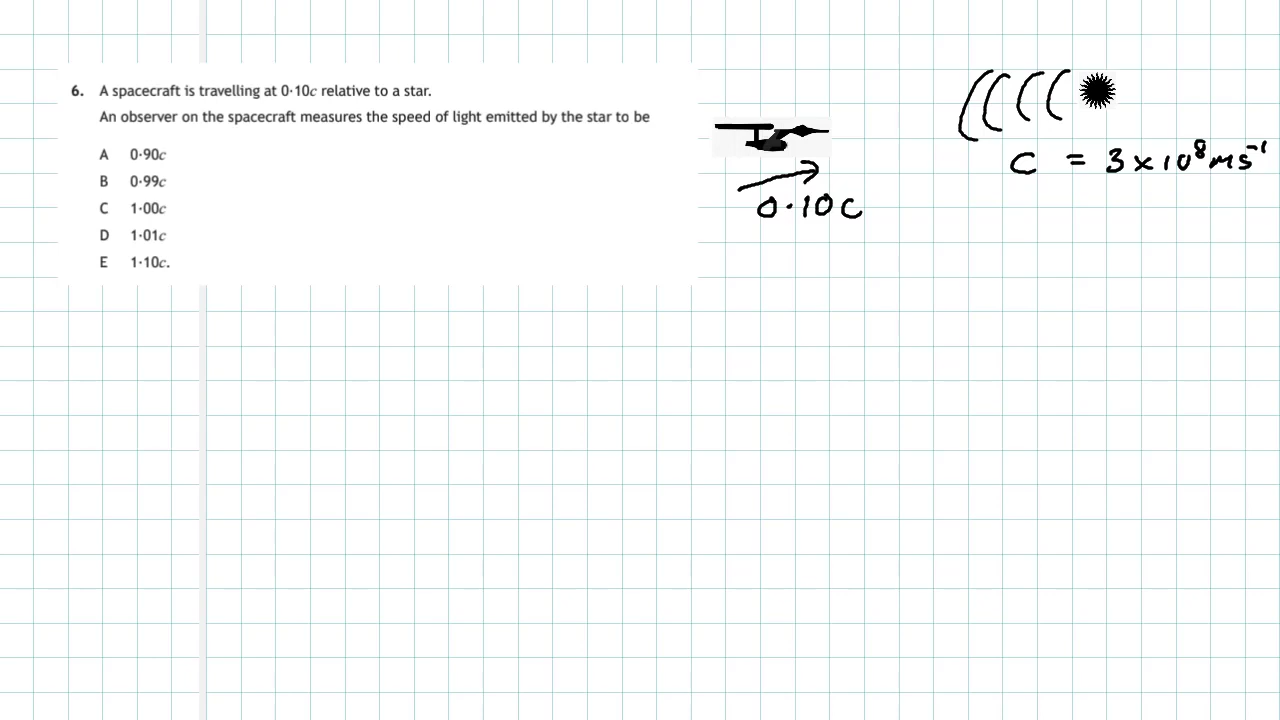 6. A spacecraft is travelling at 0·10c relative to a star.
An observer on the spacecraft measures the speed of light emitted by the star to be
A 0·90c
B 0·99c
C 1·00c
D 1·01c
E 1·10c.
0·10c
c = 3×10⁸ms⁻¹